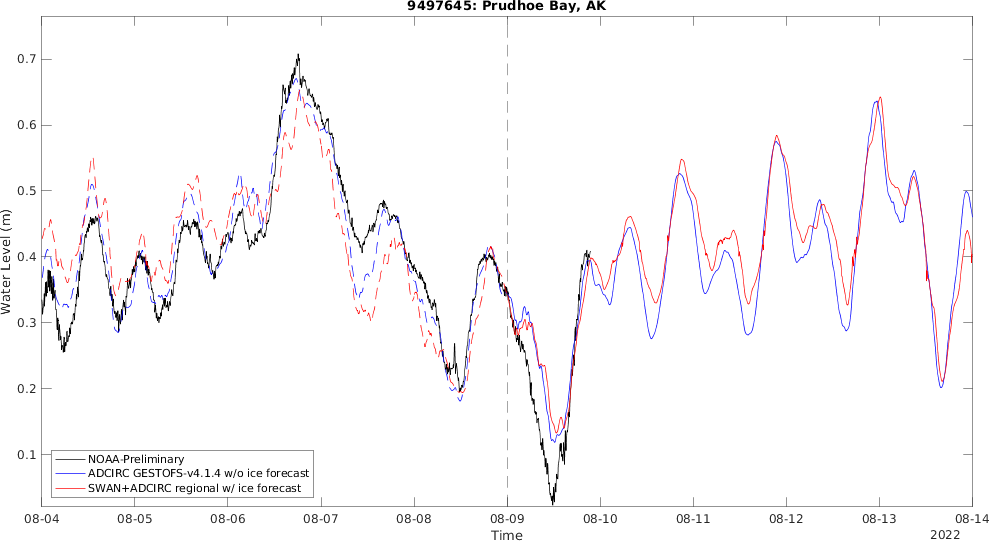 9497645: Prudhoe Bay, AK
Water Level (m)
0.7
0.6
0.5
0.4
0.3
0.2
0.1
NOAA-Preliminary
ADCIRC GESTOFS-v4.1.4 w/o ice forecast
SWAN+ADCIRC regional w/ ice forecast
08-04 08-05 08-06 08-07 08-08 08-09 08-10 08-11 08-12 08-13 08-14
Time
2022